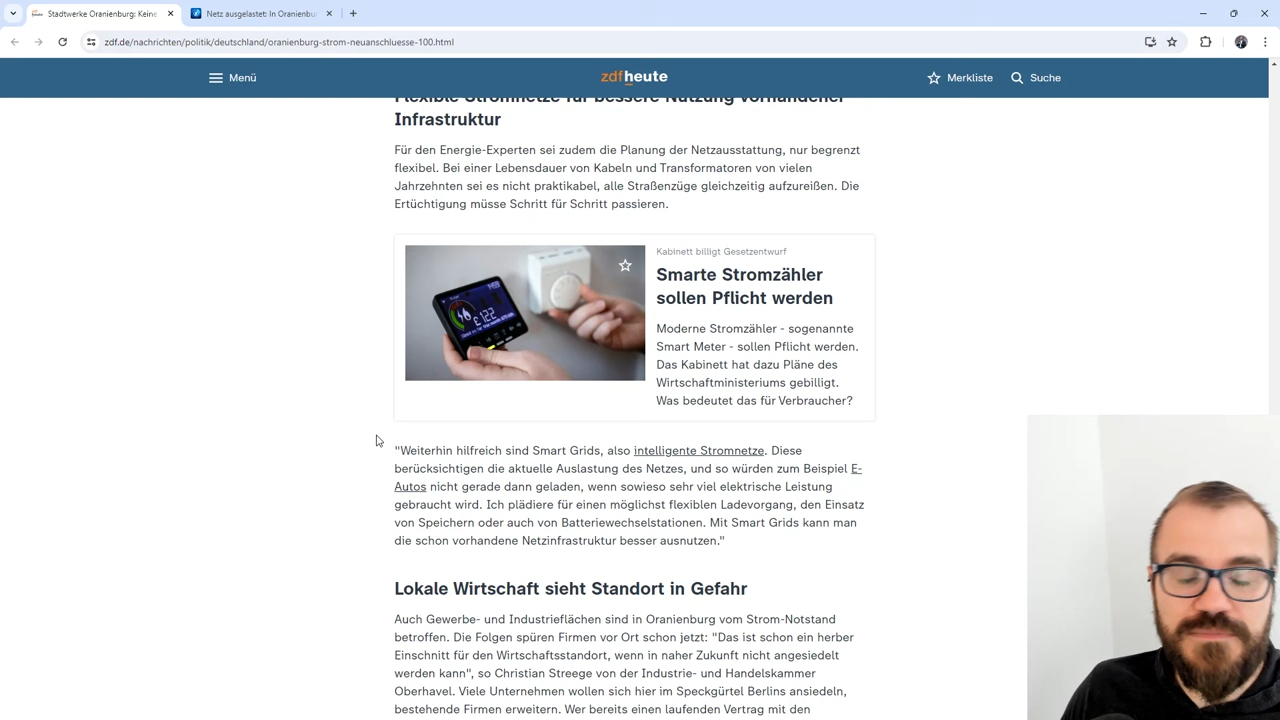 Stadtwerke Oranienburg: Keine
Netz ausgelastet: In Oranienbur
zdf.de/nachrichten/politik/deutschland/oranienburg-strom-neuanschluesse-100.html
Menü
zdfheute
Merkliste
Suche
Flexible Stromnetze für bessere Nutzung vorhandener
Infrastruktur
Für den Energie-Experten sei zudem die Planung der Netzausstattung, nur begrenzt
flexibel. Bei einer Lebensdauer von Kabeln und Transformatoren von vielen
Jahrzehnten sei es nicht praktikabel, alle Straßenzüge gleichzeitig aufzureißen. Die
Ertüchtigung müsse Schritt für Schritt passieren.
£1.22
Kabinett billigt Gesetzentwurf
Smarte Stromzähler
sollen Pflicht werden
Moderne Stromzähler - sogenannte
Smart Meter - sollen Pflicht werden.
Das Kabinett hat dazu Pläne des
Wirtschaftministeriums gebilligt.
Was bedeutet das für Verbraucher?
"Weiterhin hilfreich sind Smart Grids, also intelligente Stromnetze. Diese
berücksichtigen die aktuelle Auslastung des Netzes, und so würden zum Beispiel E-
Autos nicht gerade dann geladen, wenn sowieso sehr viel elektrische Leistung
gebraucht wird. Ich plädiere für einen möglichst flexiblen Ladevorgang, den Einsatz
von Speichern oder auch von Batteriewechselstationen. Mit Smart Grids kann man
die schon vorhandene Netzinfrastruktur besser ausnutzen."
Lokale Wirtschaft sieht Standort in Gefahr
Auch Gewerbe- und Industrieflächen sind in Oranienburg vom Strom-Notstand
betroffen. Die Folgen spüren Firmen vor Ort schon jetzt: "Das ist schon ein herber
Einschnitt für den Wirtschaftsstandort, wenn in naher Zukunft nicht angesiedelt
werden kann", so Christian Streege von der Industrie- und Handelskammer
Oberhavel. Viele Unternehmen wollen sich hier im Speckgürtel Berlins ansiedeln,
bestehende Firmen erweitern. Wer bereits einen laufenden Vertrag mit den